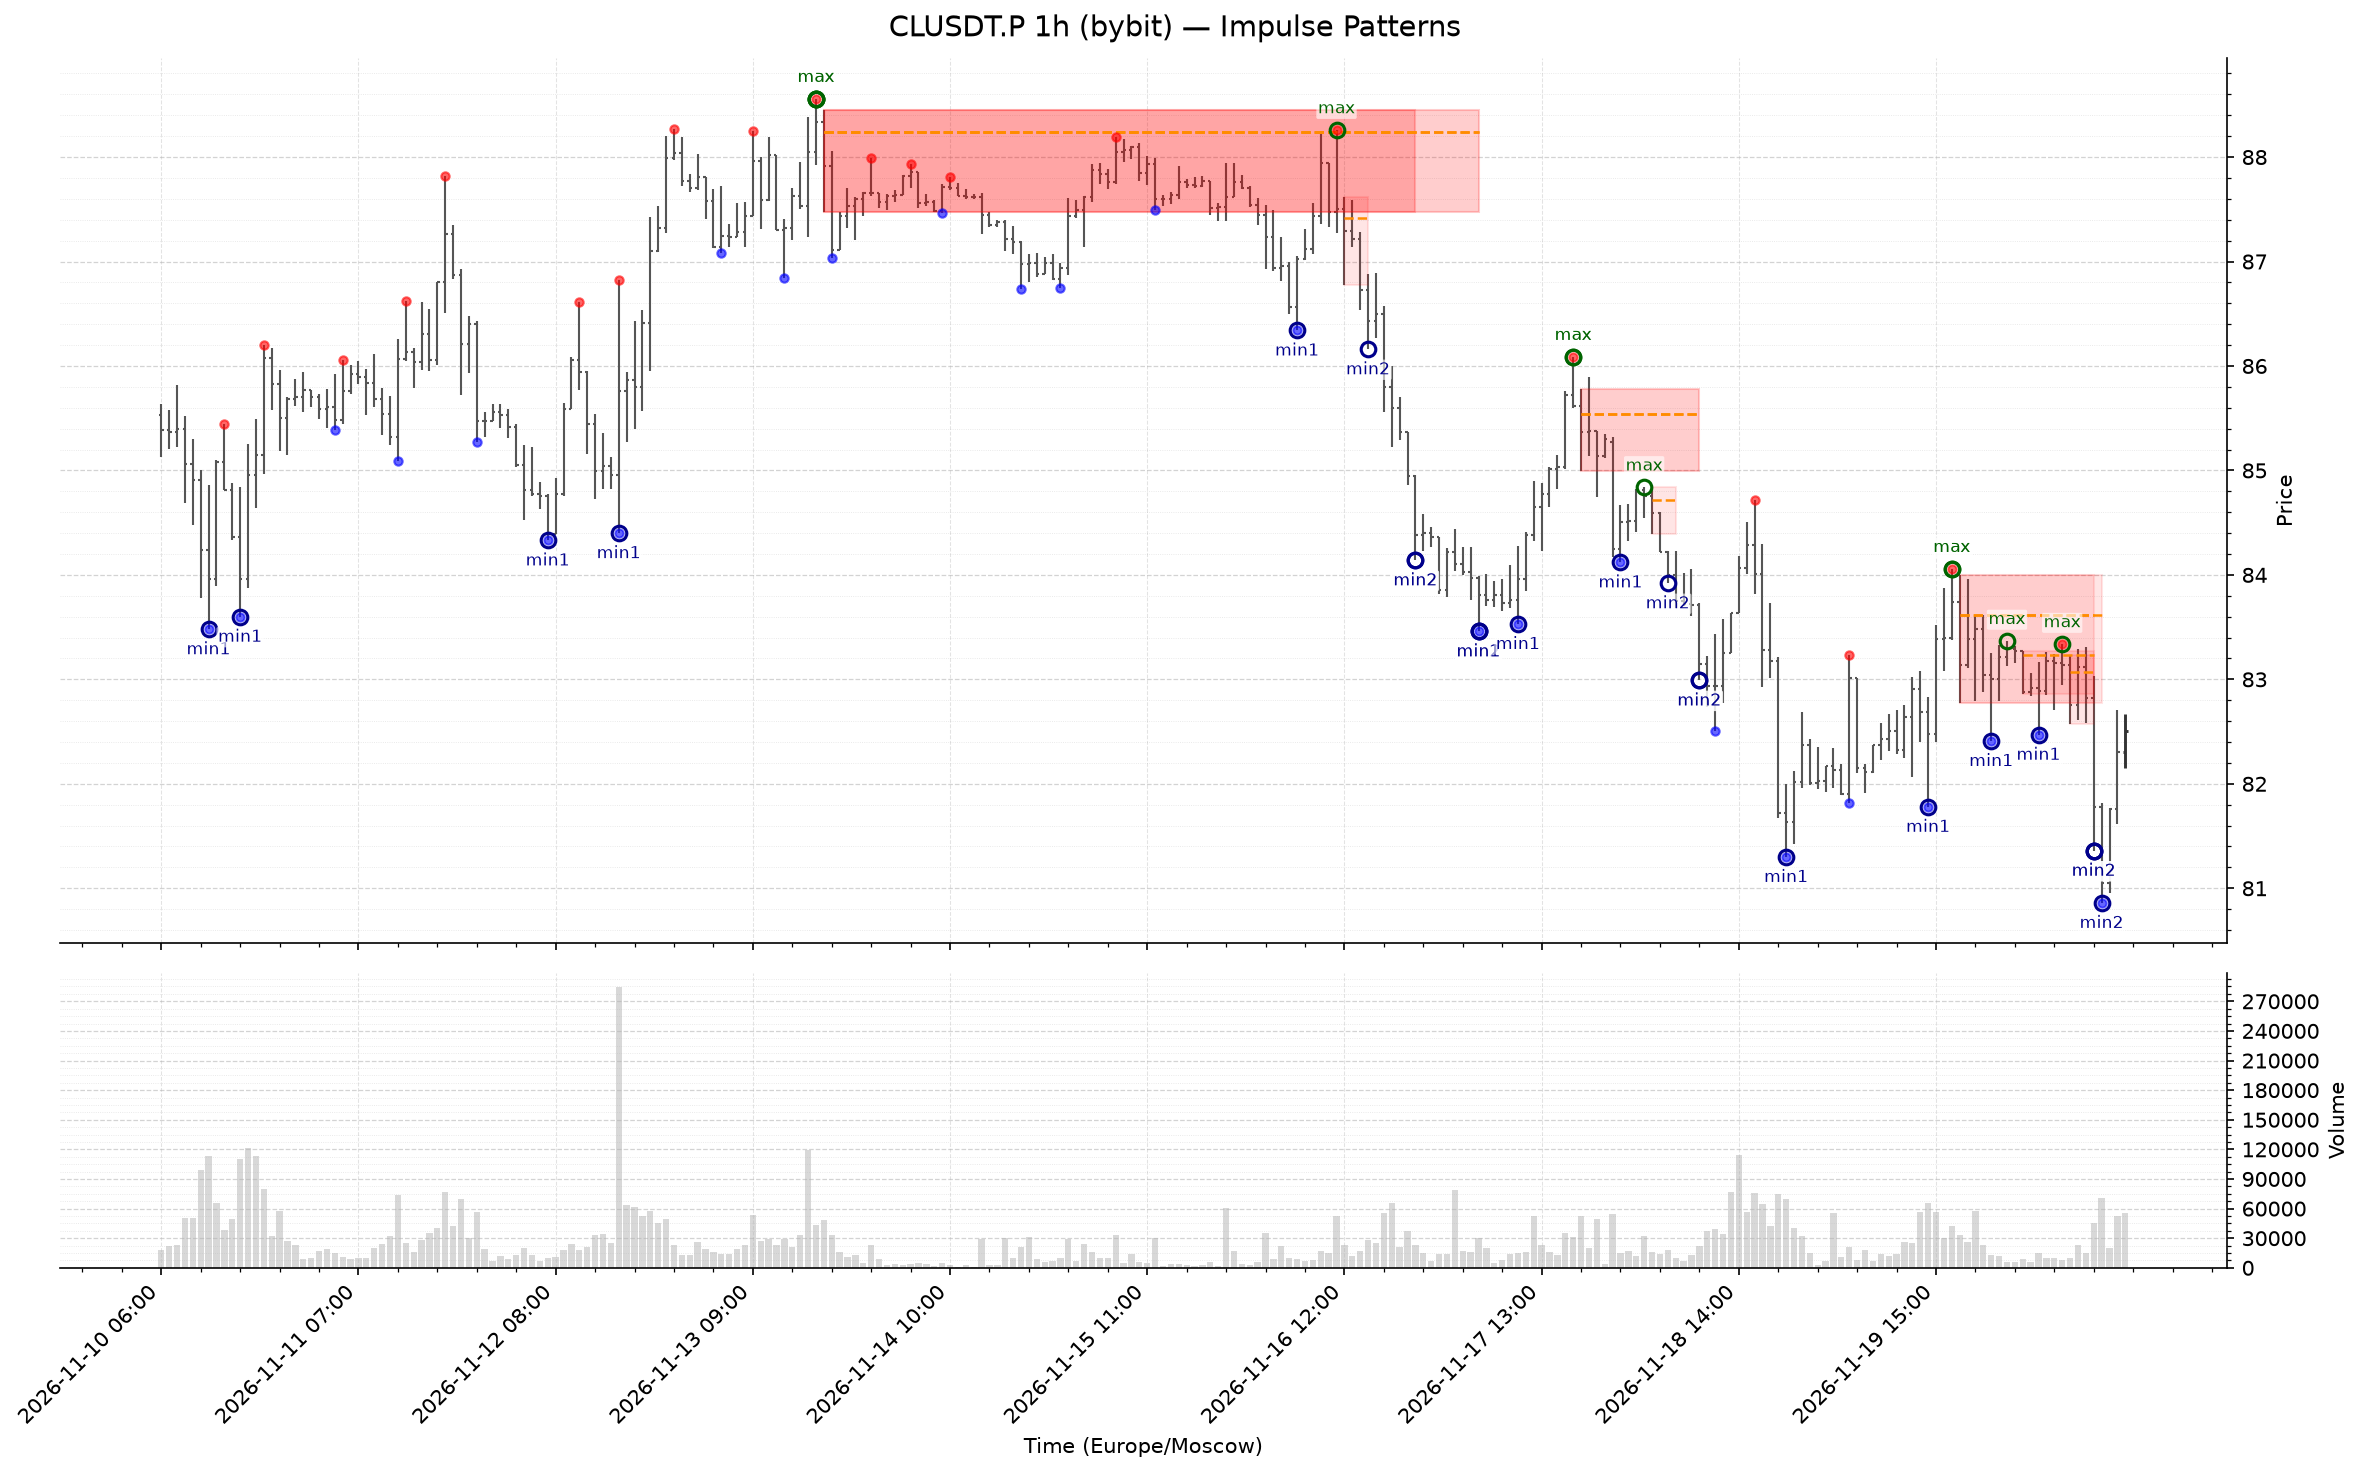 CLUSDT.P 1h (bybit) — Impulse Patterns
max
max
88
87
min1
min2
max
86
max
85
min1
min1
min2
min1
min2
max
84
min1
min1
min1
min1
max
max
83
min2
min1
min1
82
min1
min1
min2
81
min2
Price
270000
240000
210000
180000
150000
120000
90000
60000
30000
0
Volume
2026-11-10 06:00
2026-11-11 07:00
2026-11-12 08:00
2026-11-13 09:00
2026-11-14 10:00
2026-11-15 11:00
2026-11-16 12:00
2026-11-17 13:00
2026-11-18 14:00
2026-11-19 15:00
Time (Europe/Moscow)